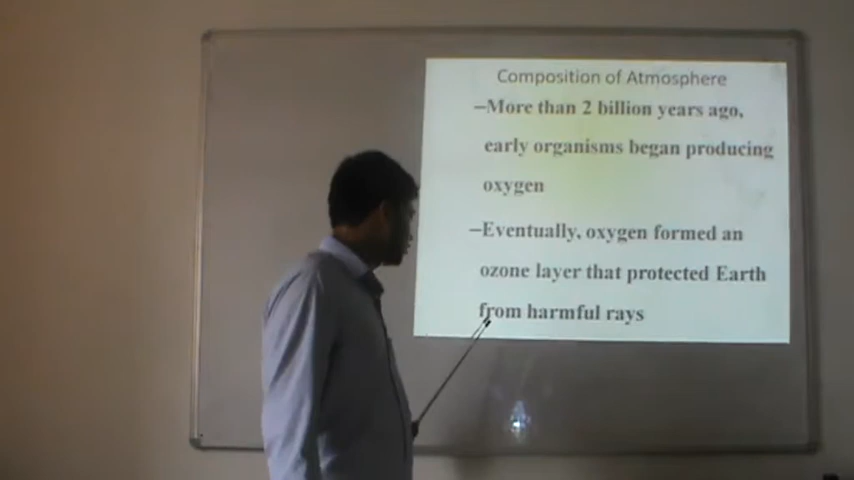 Composition of Atmosphere
–More than 2 billion years ago,
early organisms began producing
oxygen
–Eventually, oxygen formed an
ozone layer that protected Earth
from harmful rays